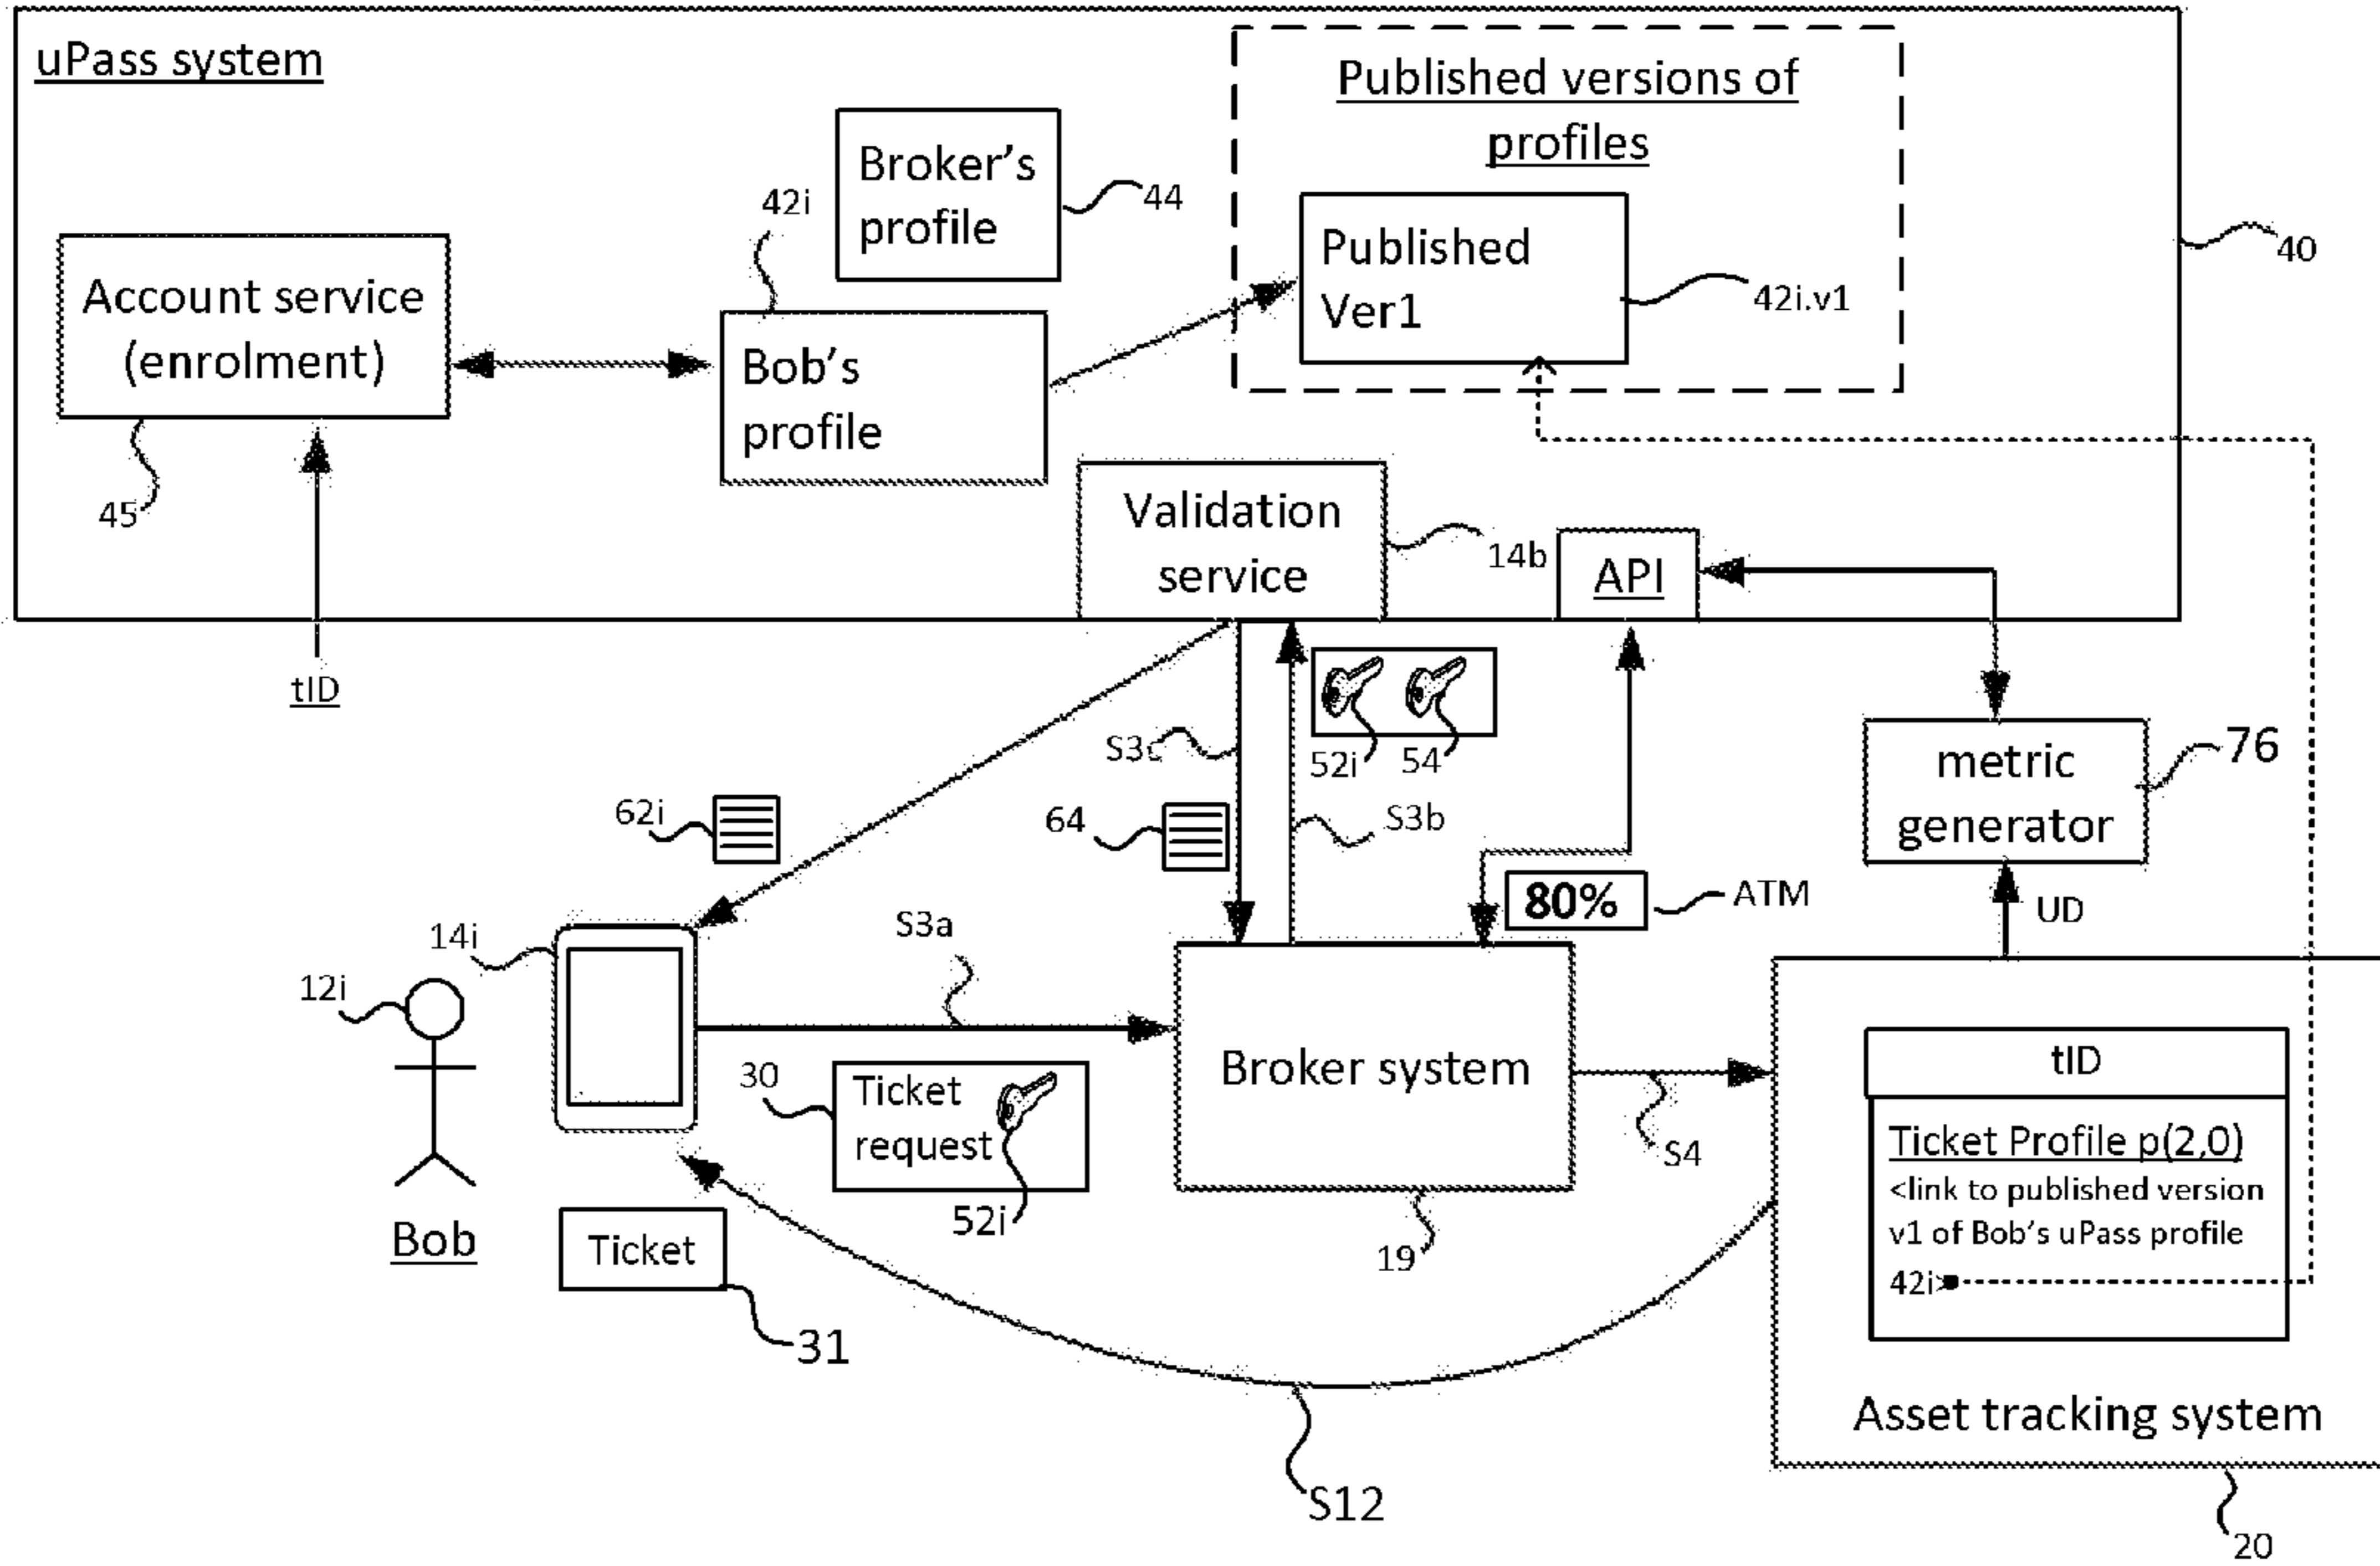 uPass system
Published versions of
profiles
Broker's
profile
44
42i
Published
Ver1
42i.v1
40
Account service
(enrolment)
Bob's
profile
45
Validation
service
14b
API
tID
S3c
52i
54
76
metric
generator
62i
64
S3b
80%
ATM
UD
S3a
14i
12i
Broker system
tID
30
Ticket
request
52i
S4
Ticket Profile p(2,0)
<link to published version
v1 of Bob's uPass profile
42i>
Bob
Ticket
19
31
Asset tracking system
S12
20